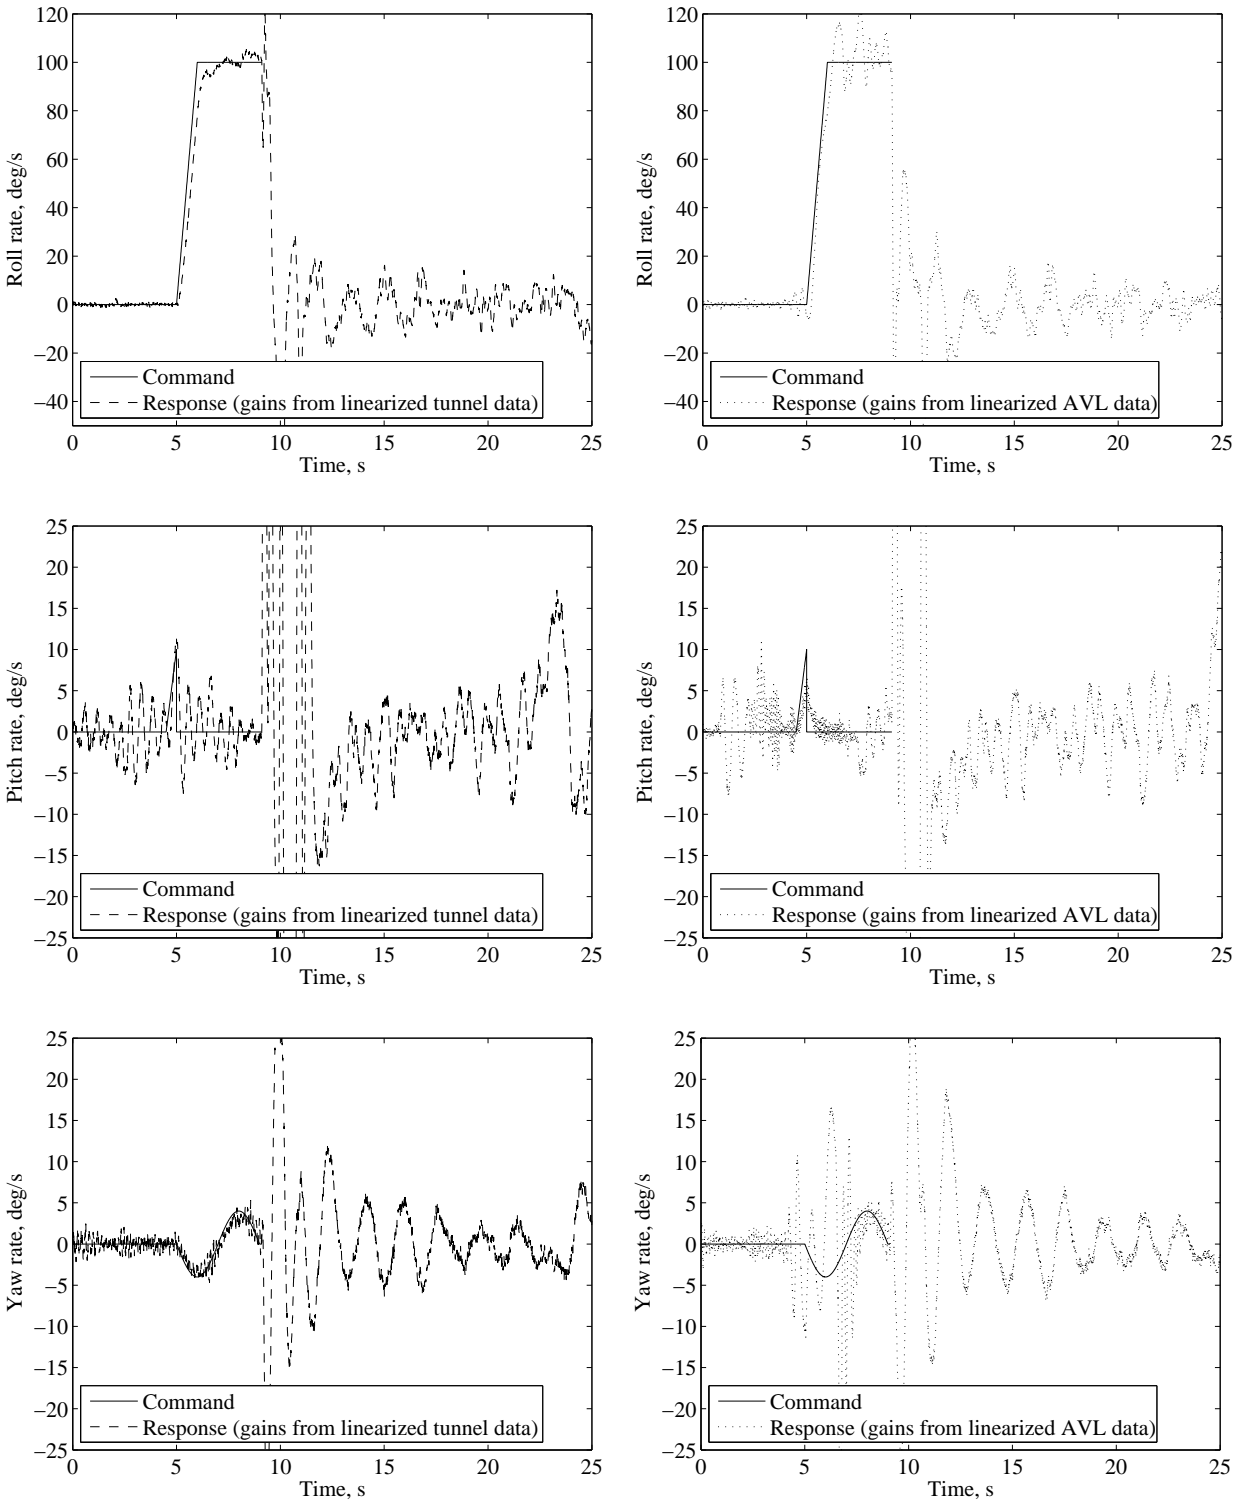 120
100
80
60
40
20
0
−20
−40
Roll rate, deg/s
Command
Response (gains from linearized tunnel data)
0 5 10 15 20 25
Time, s
120
100
80
60
40
20
0
−20
−40
Roll rate, deg/s
Command
Response (gains from linearized AVL data)
0 5 10 15 20 25
Time, s
25
20
15
10
5
0
−5
−10
−15
−20
−25
Pitch rate, deg/s
Command
Response (gains from linearized tunnel data)
0 5 10 15 20 25
Time, s
25
20
15
10
5
0
−5
−10
−15
−20
−25
Pitch rate, deg/s
Command
Response (gains from linearized AVL data)
0 5 10 15 20 25
Time, s
25
20
15
10
5
0
−5
−10
−15
−20
−25
Yaw rate, deg/s
Command
Response (gains from linearized tunnel data)
0 5 10 15 20 25
Time, s
25
20
15
10
5
0
−5
−10
−15
−20
−25
Yaw rate, deg/s
Command
Response (gains from linearized AVL data)
0 5 10 15 20 25
Time, s